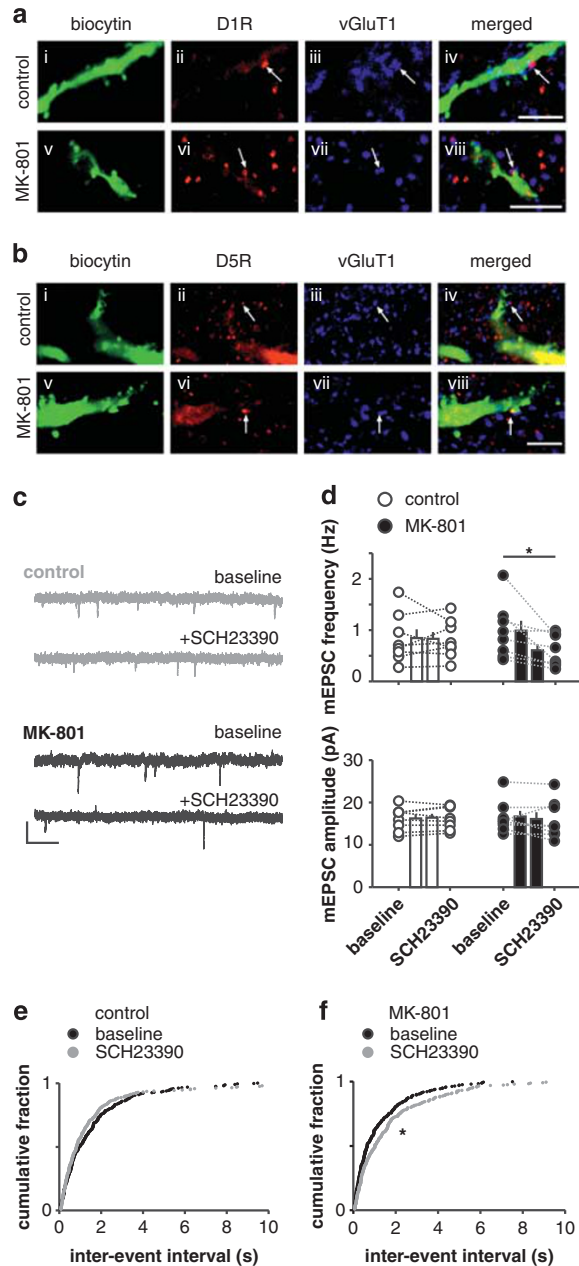 a
biocytin D1R vGluT1 merged
control
i ii iii iv
MK-801
v vi vii viii
b
biocytin D5R vGluT1 merged
control
i ii iii iv
MK-801
v vi vii viii
c
control
baseline
+SCH23390
MK-801
baseline
+SCH23390
d
control
MK-801
mEPSC frequency (Hz)
2
1
0
*
mEPSC amplitude (pA)
30
20
10
0
baseline SCH23390 baseline SCH23390
e
control
baseline
SCH23390
cumulative fraction
1
0
0 2 4 6 8 10
inter-event interval (s)
f
MK-801
baseline
SCH23390
cumulative fraction
1
0
*
0 2 4 6 8 10
inter-event interval (s)